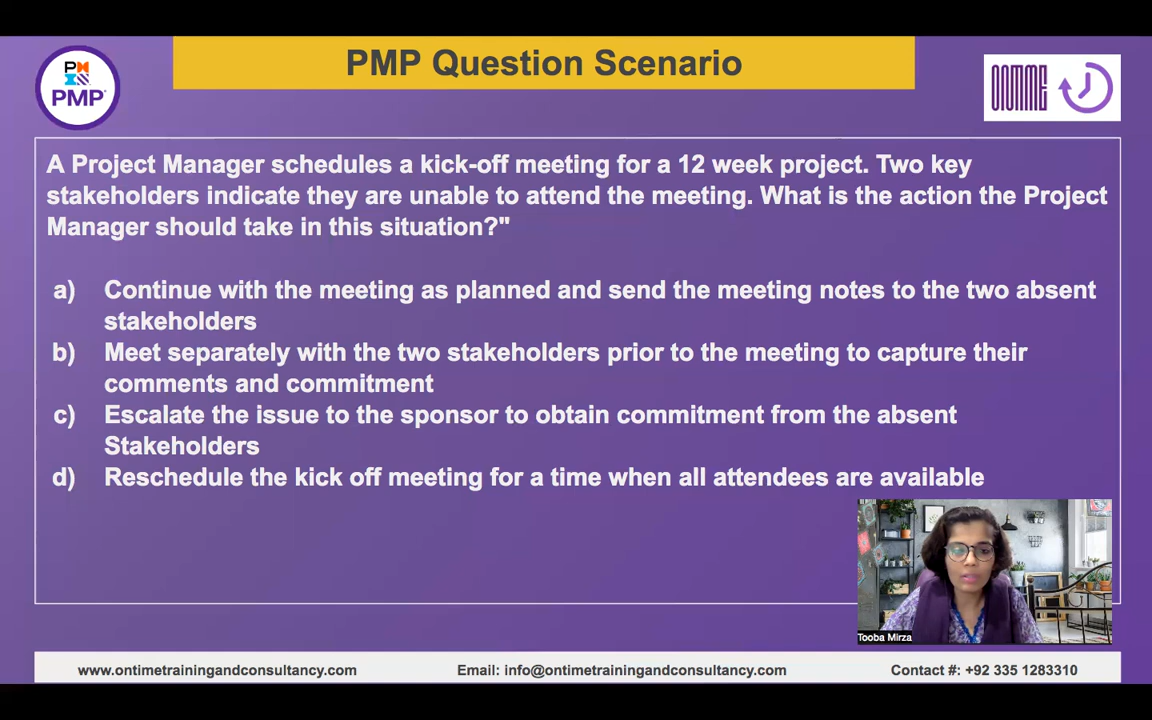 PMP Question Scenario
PMP
A Project Manager schedules a kick-off meeting for a 12 week project. Two key
stakeholders indicate they are unable to attend the meeting. What is the action the Project
Manager should take in this situation?"
a) Continue with the meeting as planned and send the meeting notes to the two absent
stakeholders
b) Meet separately with the two stakeholders prior to the meeting to capture their
comments and commitment
c) Escalate the issue to the sponsor to obtain commitment from the absent
Stakeholders
d) Reschedule the kick off meeting for a time when all attendees are available
Tooba Mirza
www.ontimetrainingandconsultancy.com Email: info@ontimetrainingandconsultancy.com Contact #: +92 335 1283310